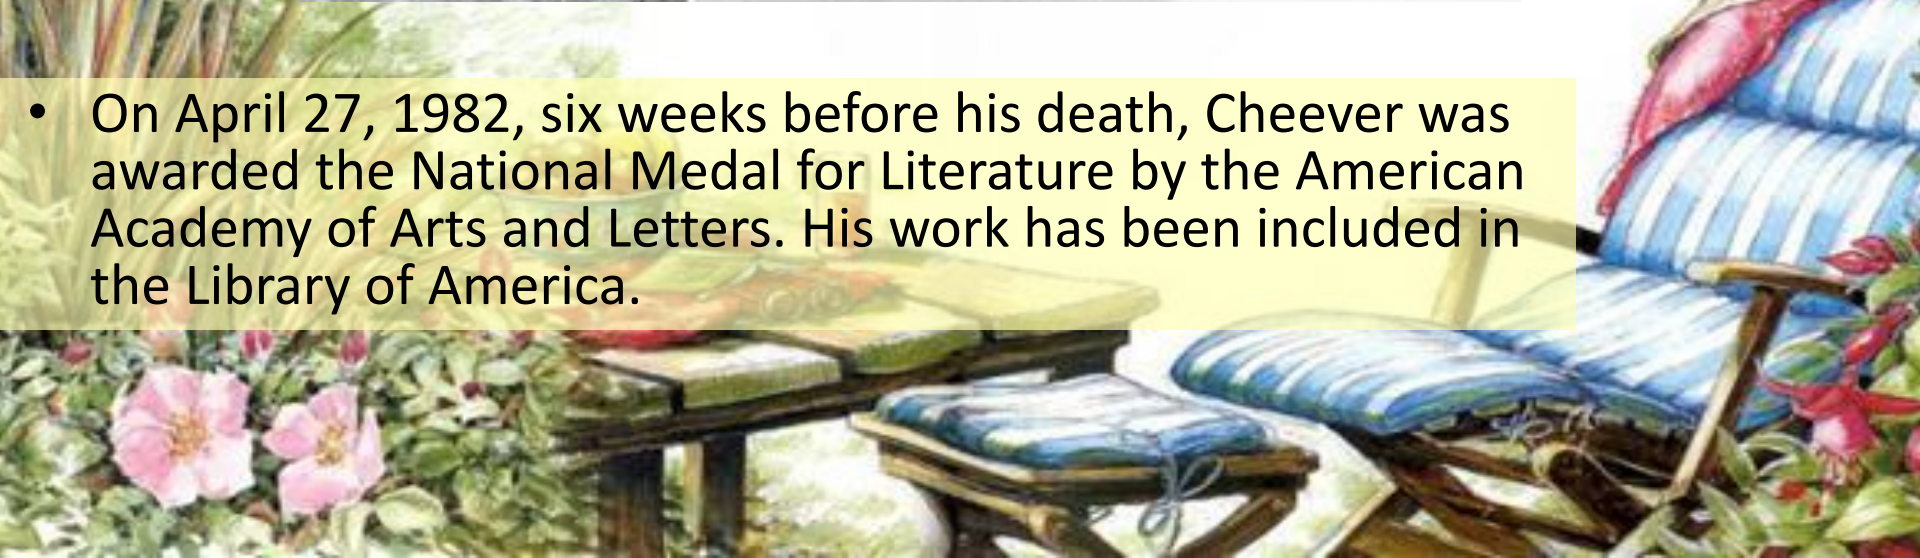 • On April 27, 1982, six weeks before his death, Cheever was
awarded the National Medal for Literature by the American
Academy of Arts and Letters. His work has been included in
the Library of America.